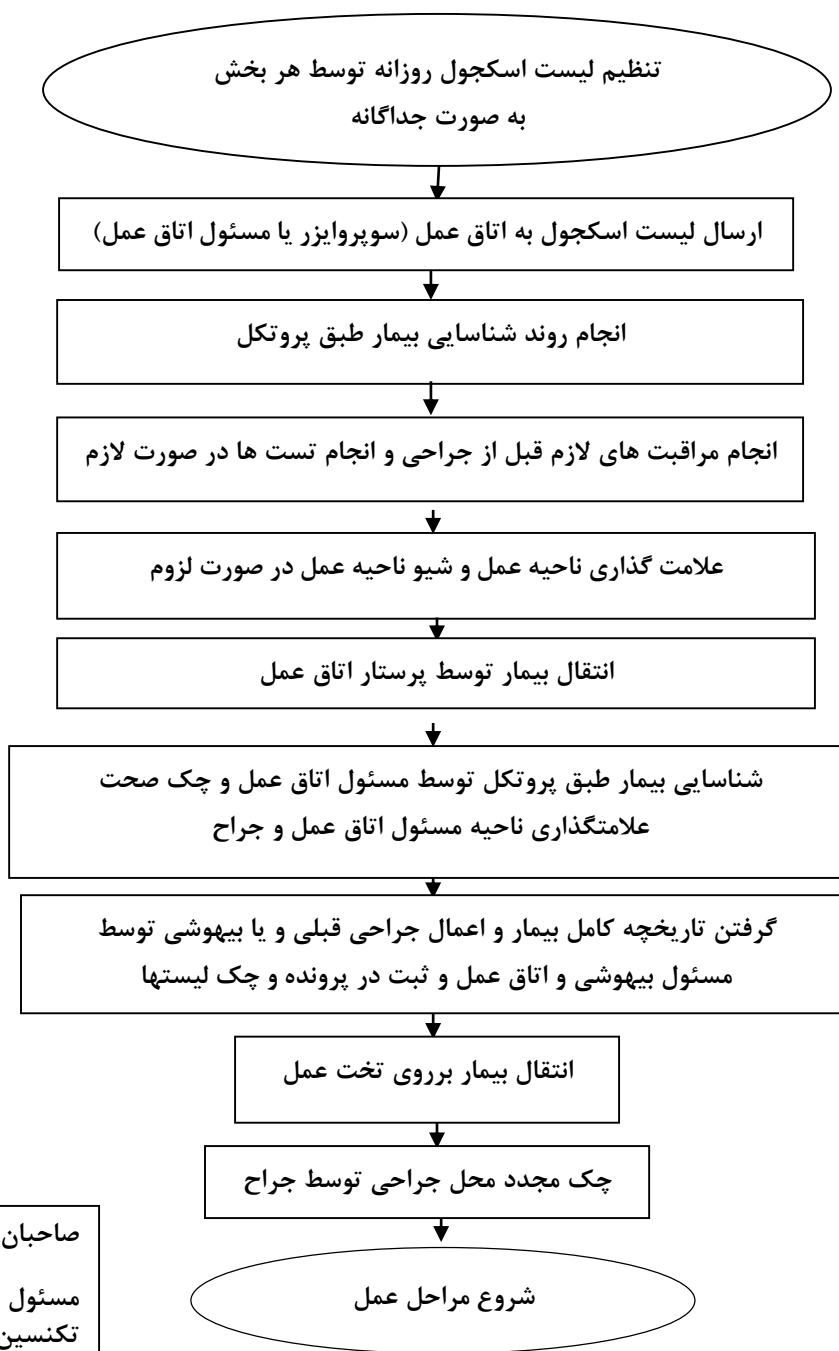 تنظیم لیست اسکجول روزانه توسط هر بخش
به صورت جداگانه
ارسال لیست اسکجول به اتاق عمل (سوپروایزر یا مسئول اتاق عمل)
انجام روند شناسایی بیمار طبق پروتکل
انجام مراقبت های لازم قبل از جراحی و انجام تست ها در صورت لازم
علامت گذاری ناحیه عمل و شیو ناحیه عمل در صورت لزوم
انتقال بیمار توسط پرستار اتاق عمل
شناسایی بیمار طبق پروتکل توسط مسئول اتاق عمل و چک صحت
علامتگذاری ناحیه مسئول اتاق عمل و جراح
گرفتن تاریخچه کامل بیمار و اعمال جراحی قبلی و یا بیهوشی توسط
مسئول بیهوشی و اتاق عمل و ثبت در پرونده و چک لیستها
انتقال بیمار برروی تخت عمل
چک مجدد محل جراحی توسط جراح
شروع مراحل عمل
صاحبان
مسئول